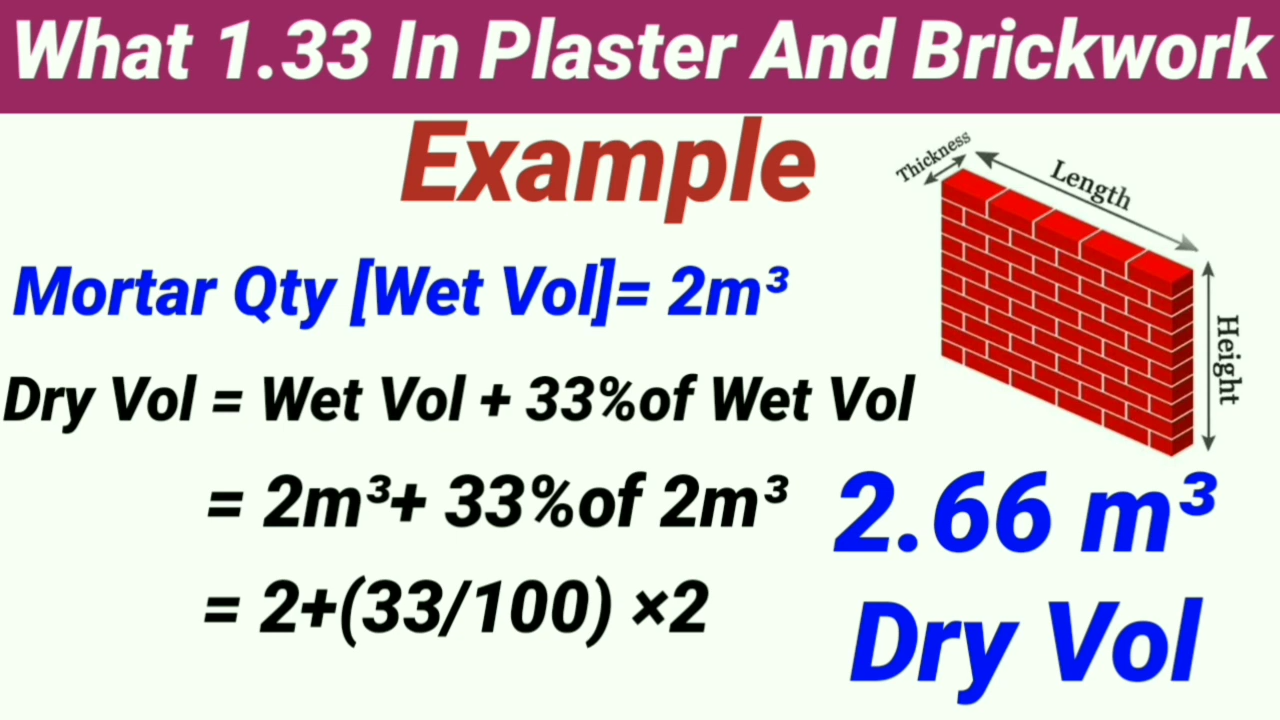 What 1.33 In Plaster And Brickwork
Example
Thickness
Length
Height
Mortar Qty [Wet Vol]= 2m³
Dry Vol = Wet Vol + 33%of Wet Vol
= 2m³+ 33%of 2m³
= 2+(33/100) ×2
2.66 m³
Dry Vol